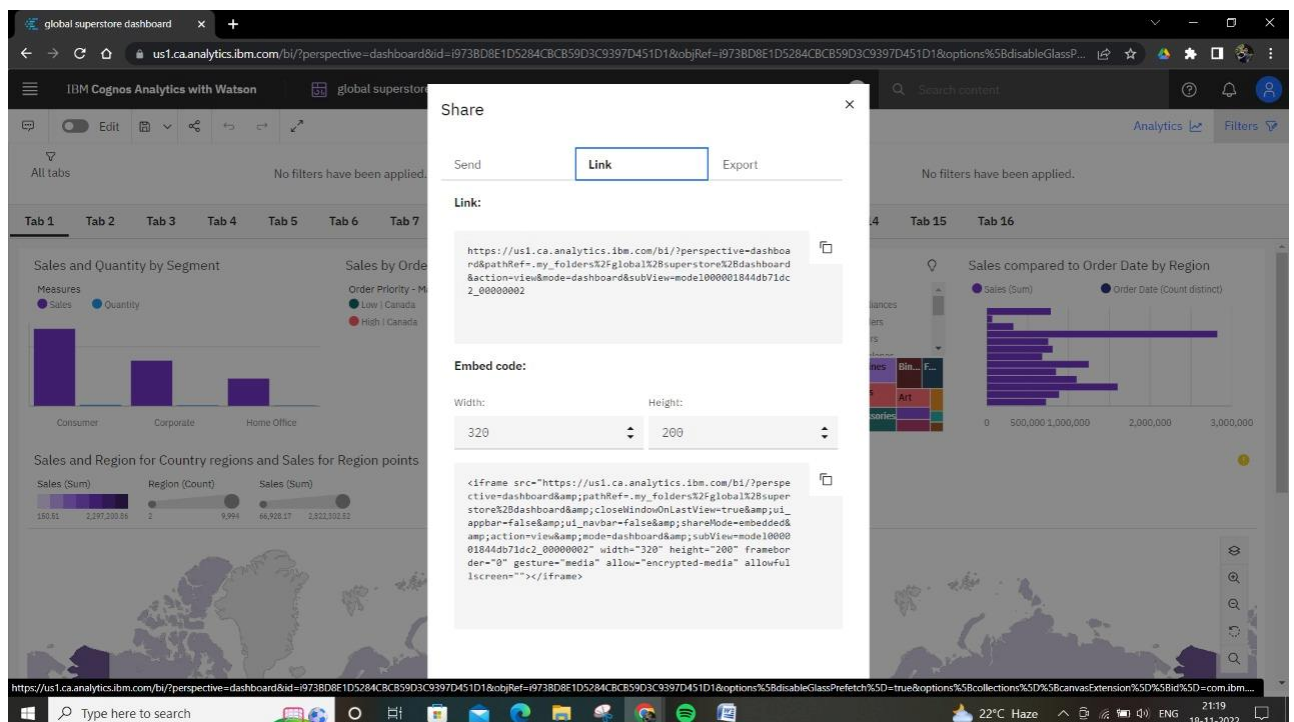 global superstore dashboard
us1.ca.analytics.ibm.com/bi/?perspective=dashboard&id=i973BD8E1D5284CBCB59D3C9397D451D1&objRef=i973BD8E1D5284CBCB59D3C9397D451D1&options%5BdisableGlassP...
IBM Cognos Analytics with Watson
global superstore
Search content
Edit
Analytics
Filters
All tabs
No filters have been applied.
No filters have been applied.
Tab 1 Tab 2 Tab 3 Tab 4 Tab 5 Tab 6 Tab 7
.4 Tab 15 Tab 16
Share
Send Link Export
Link:
https://us1.ca.analytics.ibm.com/bi/?perspective=dashboa
rd&pathRef=.my_folders%2Fglobal%2Bsuperstore%2Bdashboard
&action=view&mode=dashboard&subView=model000001844db71dc
2_00000002
Embed code:
Width: Height:
320 200
<iframe src="https://us1.ca.analytics.ibm.com/bi/?perspe
ctive=dashboard&amp;pathRef=.my_folders%2Fglobal%2Bsuper
store%2Bdashboard&amp;closeWindowOnLastView=true&amp;ui_
appbar=false&amp;ui_navbar=false&amp;shareMode=embedded&
amp;action=view&amp;mode=dashboard&amp;subView=model0000
01844db71dc2_00000002" width="320" height="200" framebor
der="0" gesture="media" allow="encrypted-media" allowful
lscreen=""></iframe>
Sales and Quantity by Segment
Measures
Sales Quantity
Consumer Corporate Home Office
Sales by Orde
Order Priority - M
Low | Canada
High | Canada
Bin... F...
Art
Sales compared to Order Date by Region
Sales (Sum) Order Date (Count distinct)
0 500,000 1,000,000 2,000,000 3,000,000
Sales and Region for Country regions and Sales for Region points
Sales (Sum) Region (Count) Sales (Sum)
150.51 2,297,200.86 2 9,994 66,928.17 2,322,302.52
https://us1.ca.analytics.ibm.com/bi/?perspective=dashboard&id=i973BD8E1D5284CBCB59D3C9397D451D1&objRef=i973BD8E1D5284CBCB59D3C9397D451D1&options%5BdisableGlassPrefetch%5D=true&options%5Bcollections%5D%5BcanvasExtension%5D%5Bid%5D=com.ibm....
Type here to search
22°C Haze
ENG
21:19
18-11-2022